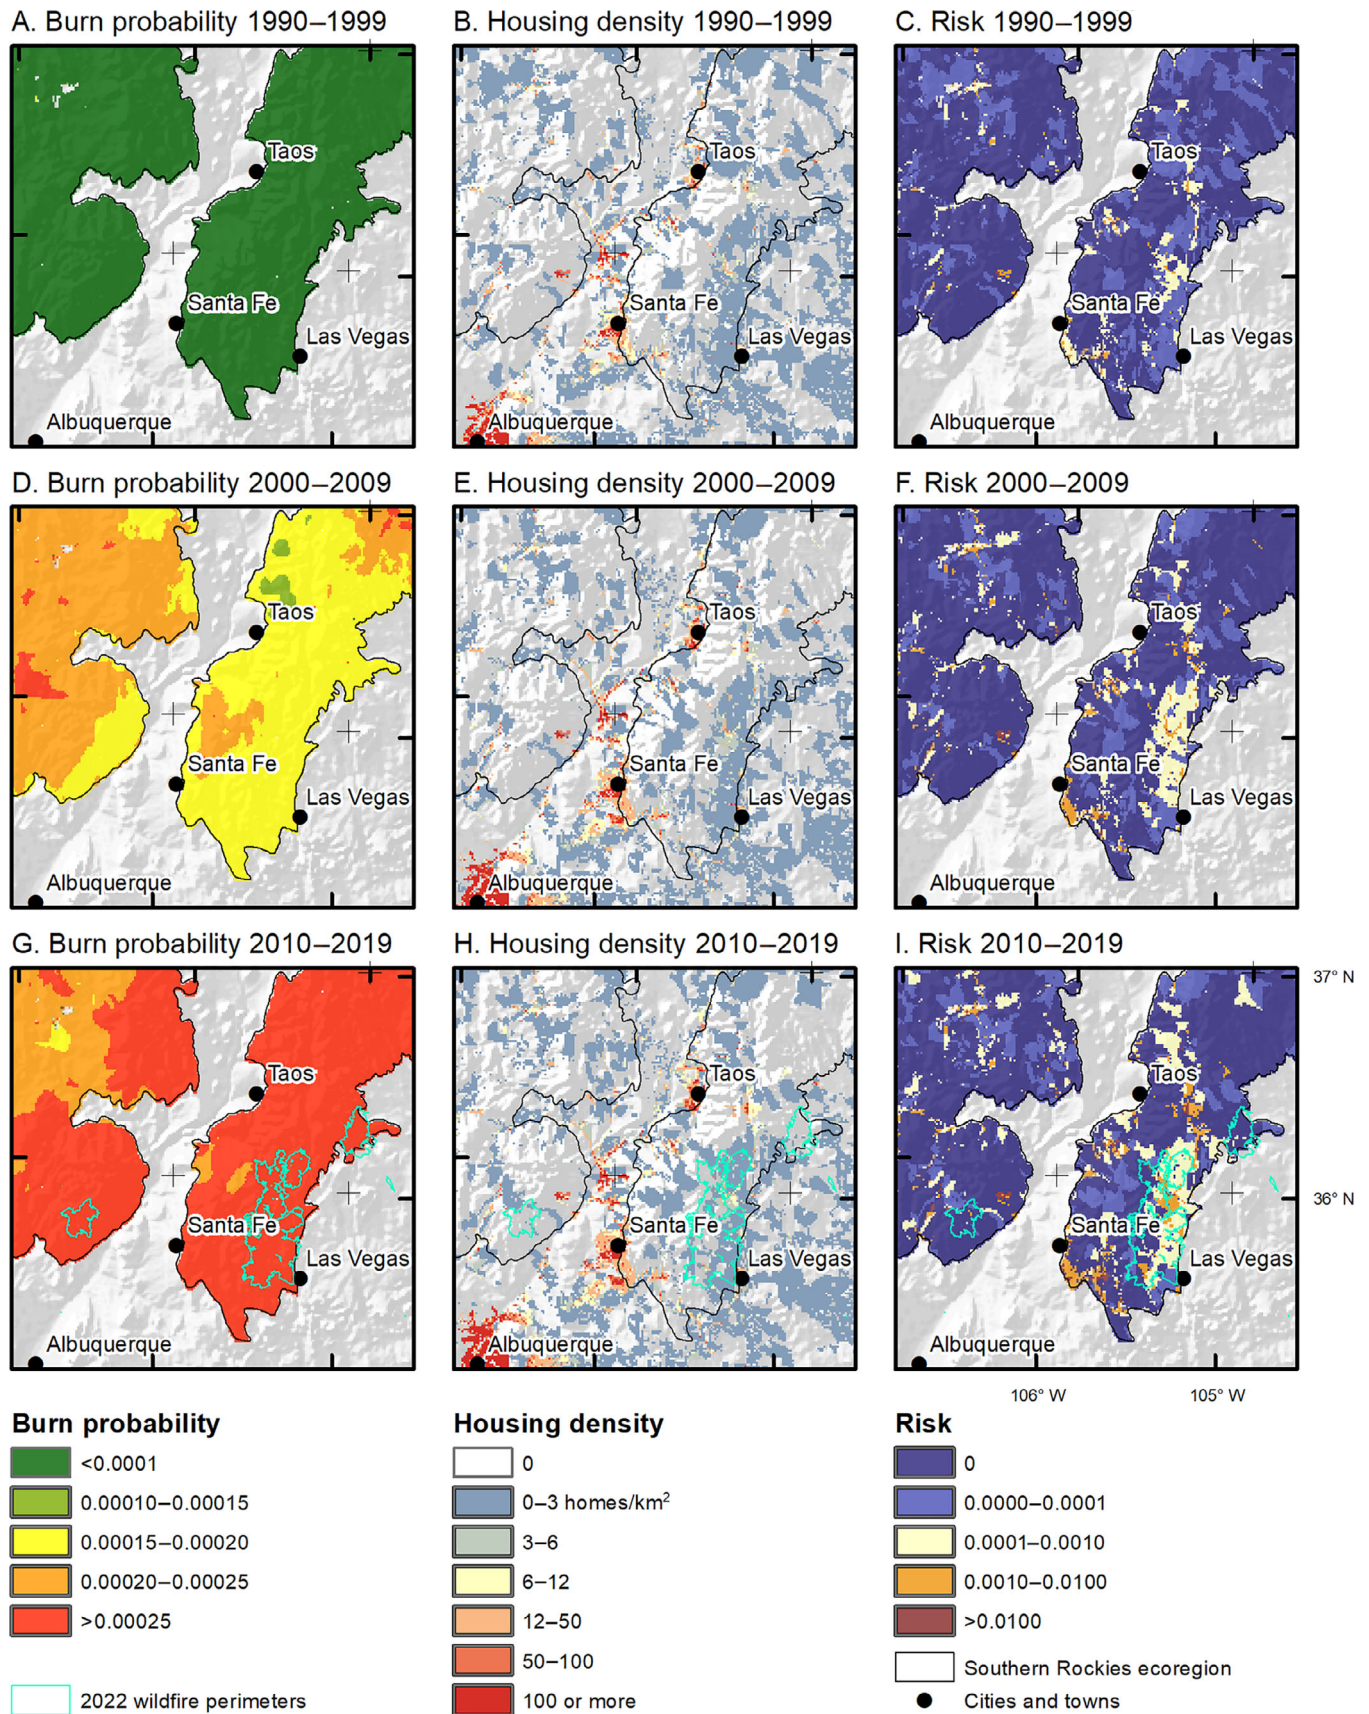 A. Burn probability 1990–1999
B. Housing density 1990–1999
C. Risk 1990–1999
Taos
Santa Fe
Las Vegas
Albuquerque
Taos
Santa Fe
Las Vegas
Albuquerque
Taos
Santa Fe
Las Vegas
Albuquerque
D. Burn probability 2000–2009
E. Housing density 2000–2009
F. Risk 2000–2009
Taos
Santa Fe
Las Vegas
Albuquerque
Taos
Santa Fe
Las Vegas
Albuquerque
Taos
Santa Fe
Las Vegas
Albuquerque
G. Burn probability 2010–2019
H. Housing density 2010–2019
I. Risk 2010–2019
Taos
Santa Fe
Las Vegas
Albuquerque
Taos
Santa Fe
Las Vegas
Albuquerque
Taos
Santa Fe
Las Vegas
Albuquerque
37° N
36° N
106° W
105° W
Burn probability
<0.0001
0.00010–0.00015
0.00015–0.00020
0.00020–0.00025
>0.00025
2022 wildfire perimeters
Housing density
0
0–3 homes/km²
3–6
6–12
12–50
50–100
100 or more
Risk
0
0.0000–0.0001
0.0001–0.0010
0.0010–0.0100
>0.0100
Southern Rockies ecoregion
Cities and towns